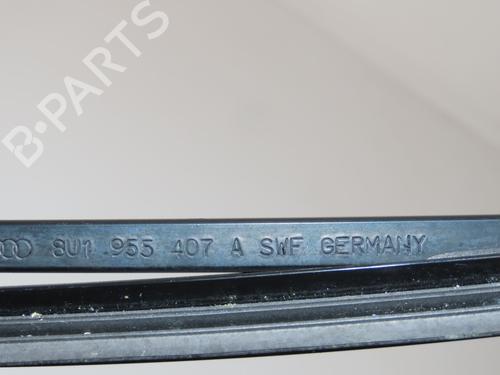 B-PARTS
8U1 955 407 A SWF GERMANY